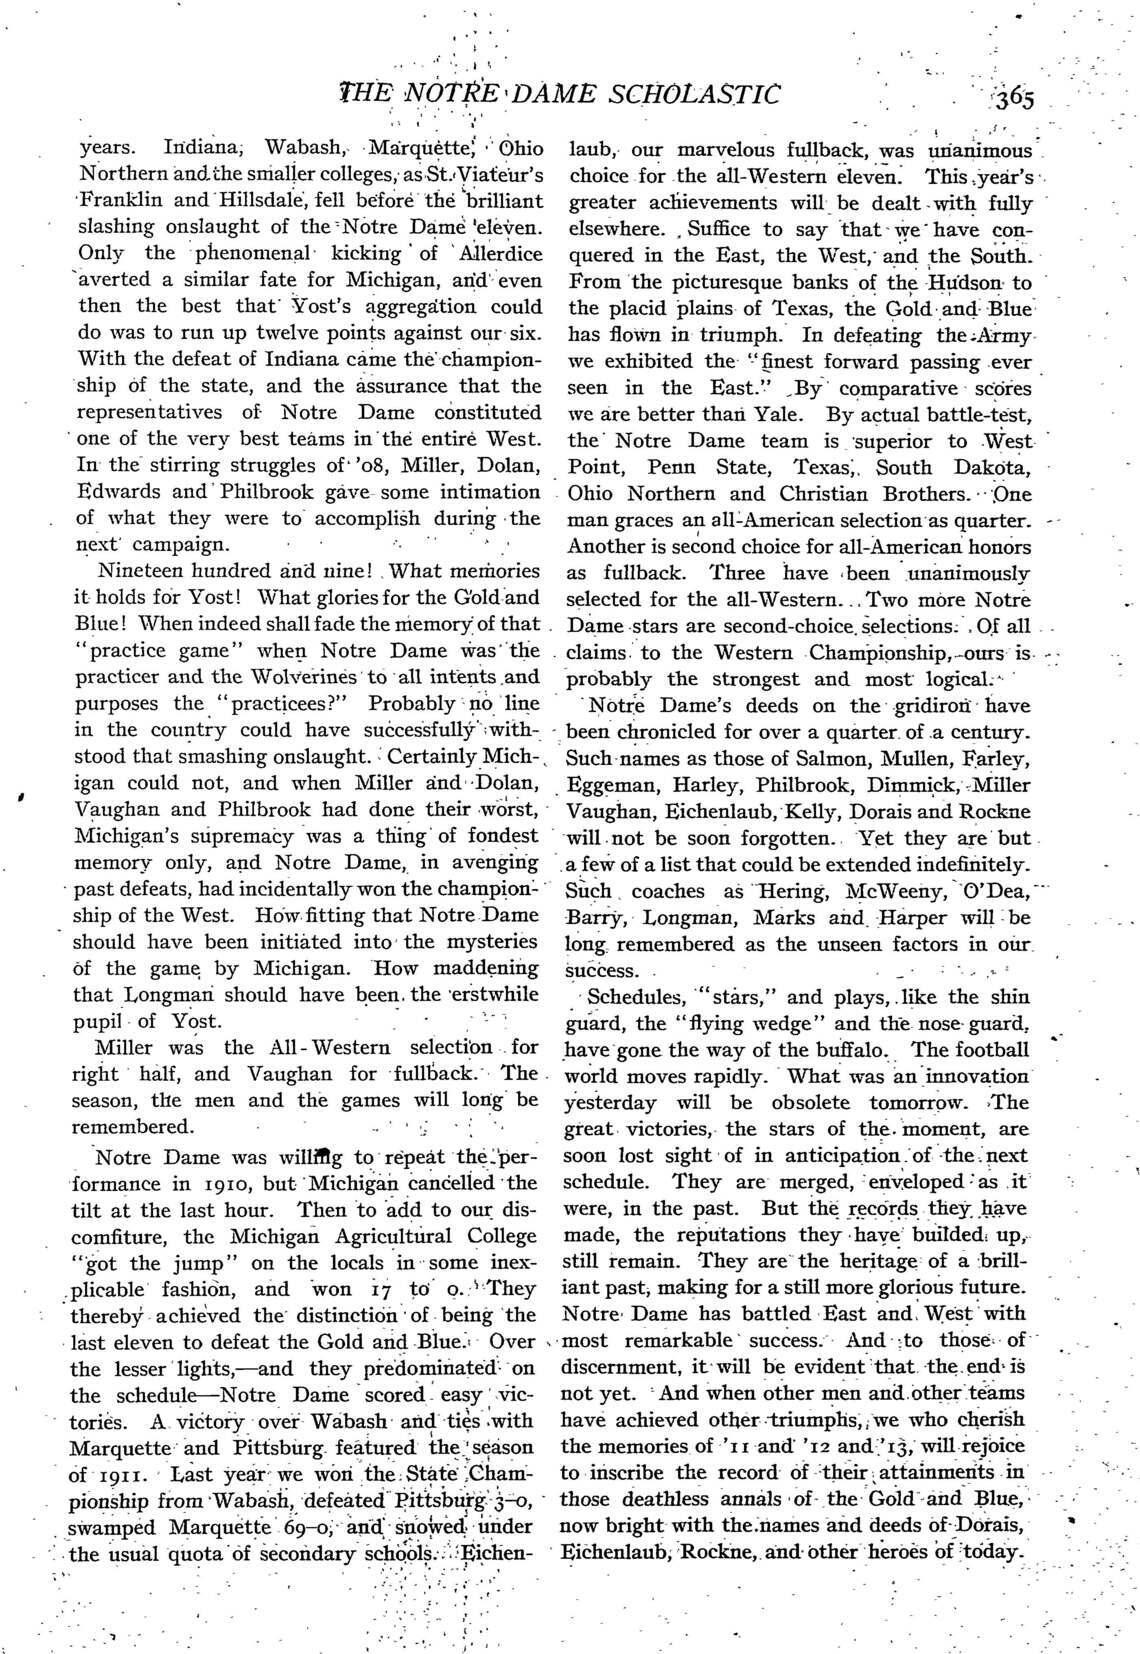 THE NOTRE DAME SCHOLASTIC
365
years. Indiana, Wabash, Marquette, Ohio
Northern and the smaller colleges, as St. Viateur's
Franklin and Hillsdale, fell before the brilliant
slashing onslaught of the Notre Dame eleven.
Only the phenomenal kicking of Allerdice
averted a similar fate for Michigan, and even
then the best that Yost's aggregation could
do was to run up twelve points against our six.
With the defeat of Indiana came the champion-
ship of the state, and the assurance that the
representatives of Notre Dame constituted
one of the very best teams in the entire West.
In the stirring struggles of '08, Miller, Dolan,
Edwards and Philbrook gave some intimation
of what they were to accomplish during the
next campaign.
Nineteen hundred and nine! What memories
it holds for Yost! What glories for the Gold and
Blue! When indeed shall fade the memory of that
"practice game" when Notre Dame was the
practicer and the Wolverines to all intents and
purposes the "practicees?" Probably no line
in the country could have successfully with-
stood that smashing onslaught. Certainly Mich-
igan could not, and when Miller and Dolan,
Vaughan and Philbrook had done their worst,
Michigan's supremacy was a thing of fondest
memory only, and Notre Dame, in avenging
past defeats, had incidentally won the champion-
ship of the West. How fitting that Notre Dame
should have been initiated into the mysteries
of the game by Michigan. How maddening
that Longman should have been the erstwhile
pupil of Yost.
Miller was the All-Western selection for
right half, and Vaughan for fullback. The
season, the men and the games will long be
remembered.
Notre Dame was willing to repeat the per-
formance in 1910, but Michigan cancelled the
tilt at the last hour. Then to add to our dis-
comfiture, the Michigan Agricultural College
"got the jump" on the locals in some inex-
plicable fashion, and won 17 to 0. They
thereby achieved the distinction of being the
last eleven to defeat the Gold and Blue. Over
the lesser lights,—and they predominated on
the schedule—Notre Dame scored easy vic-
tories. A victory over Wabash and ties with
Marquette and Pittsburg featured the season
of 1911. Last year we won the State Cham-
pionship from Wabash, defeated Pittsburg 3-0,
swamped Marquette 69-0, and snowed under
the usual quota of secondary schools. Eichen-
laub, our marvelous fullback, was unanimous
choice for the all-Western eleven. This year's
greater achievements will be dealt with fully
elsewhere. Suffice to say that we have con-
quered in the East, the West, and the South.
From the picturesque banks of the Hudson to
the placid plains of Texas, the Gold and Blue
has flown in triumph. In defeating the Army
we exhibited the "finest forward passing ever
seen in the East." By comparative scores
we are better than Yale. By actual battle-test,
the Notre Dame team is superior to West
Point, Penn State, Texas, South Dakota,
Ohio Northern and Christian Brothers. One
man graces an all-American selection as quarter.
Another is second choice for all-American honors
as fullback. Three have been unanimously
selected for the all-Western. Two more Notre
Dame stars are second-choice selections. Of all
claims to the Western Championship, ours is
probably the strongest and most logical.
Notre Dame's deeds on the gridiron have
been chronicled for over a quarter of a century.
Such names as those of Salmon, Mullen, Farley,
Eggeman, Harley, Philbrook, Dimmick, Miller
Vaughan, Eichenlaub, Kelly, Dorais and Rockne
will not be soon forgotten. Yet they are but
a few of a list that could be extended indefinitely.
Such coaches as Hering, McWeeny, O'Dea,
Barry, Longman, Marks and Harper will be
long remembered as the unseen factors in our
success.
Schedules, "stars," and plays, like the shin
guard, the "flying wedge" and the nose guard,
have gone the way of the buffalo. The football
world moves rapidly. What was an innovation
yesterday will be obsolete tomorrow. The
great victories, the stars of the moment, are
soon lost sight of in anticipation of the next
schedule. They are merged, enveloped as it
were, in the past. But the records they have
made, the reputations they have builded up,
still remain. They are the heritage of a brill-
iant past, making for a still more glorious future.
Notre Dame has battled East and West with
most remarkable success. And to those of
discernment, it will be evident that the end is
not yet. And when other men and other teams
have achieved other triumphs, we who cherish
the memories of '11 and '12 and '13, will rejoice
to inscribe the record of their attainments in
those deathless annals of the Gold and Blue,
now bright with the names and deeds of Dorais,
Eichenlaub, Rockne, and other heroes of today.